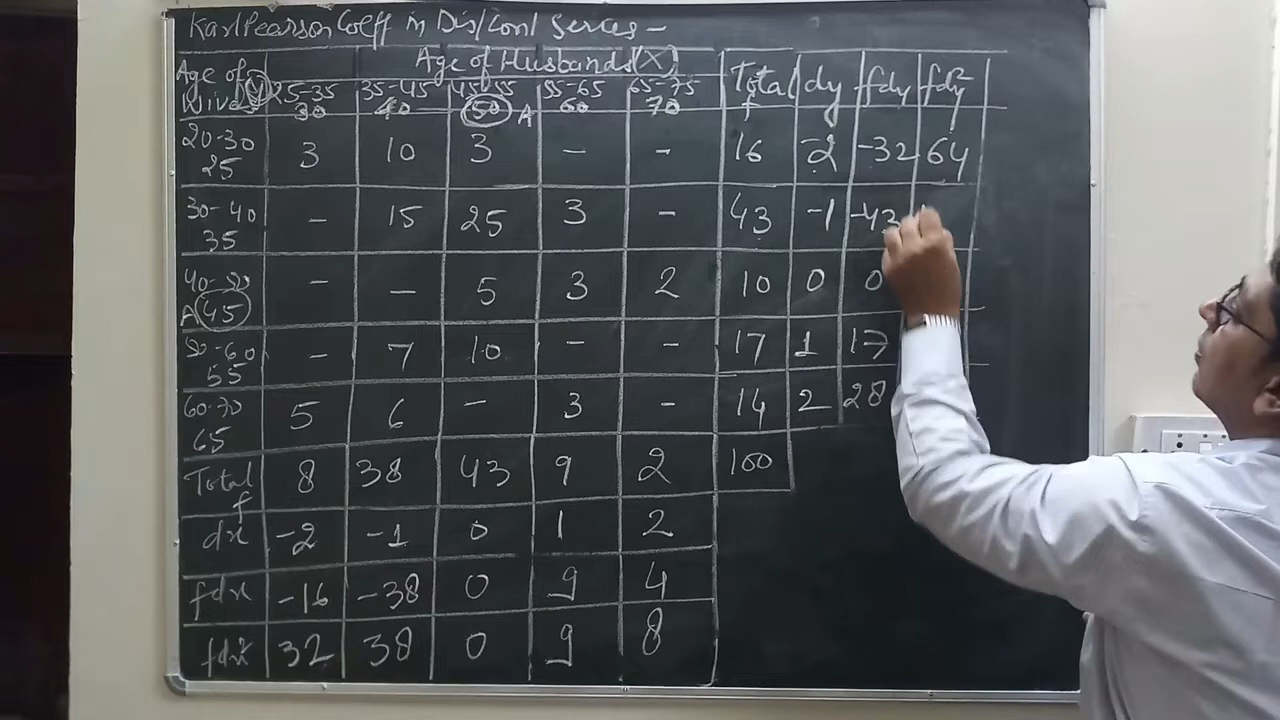 Karl Pearson Coeff in Dis/Cont Series -
Age of Husbands (X)
Age of Wives (Y) 25-35 35-45 45-55 55-65 65-75 Total dy fdy fdy²
30 40 50 A 60 70 f
20-30 3 10 3 - - 16 -2 -32 64
25
30-40 - 15 25 3 - 43 -1 -43
35
40-50 - - 5 3 2 10 0 0
A 45
50-60 - 7 10 - - 17 1 17
55
60-70 5 6 - 3 - 14 2 28
65
Total f 8 38 43 9 2 100
dx -2 -1 0 1 2
fdx -16 -38 0 9 4
fdx² 32 38 0 9 8